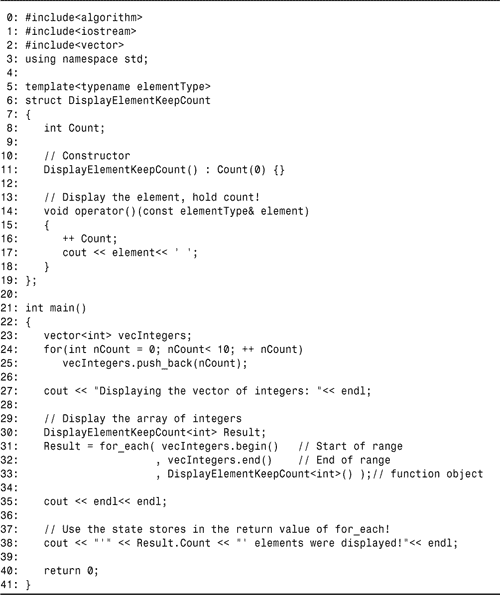 0: #include<algorithm>
1: #include<iostream>
2: #include<vector>
3: using namespace std;
4:
5: template<typename elementType>
6: struct DisplayElementKeepCount
7: {
8:    int Count;
9:
10:    // Constructor
11:    DisplayElementKeepCount() : Count(0) {}
12:
13:    // Display the element, hold count!
14:    void operator()(const elementType& element)
15:    {
16:       ++ Count;
17:       cout << element<< ' ';
18:    }
19: };
20:
21: int main()
22: {
23:    vector<int> vecIntegers;
24:    for(int nCount = 0; nCount< 10; ++ nCount)
25:       vecIntegers.push_back(nCount);
26:
27:    cout << "Displaying the vector of integers: "<< endl;
28:
29:    // Display the array of integers
30:    DisplayElementKeepCount<int> Result;
31:    Result = for_each( vecIntegers.begin()   // Start of range
32:                     , vecIntegers.end()    // End of range
33:                     , DisplayElementKeepCount<int>() );// function object
34:
35:    cout << endl<< endl;
36:
37:    // Use the state stores in the return value of for_each!
38:    cout << "'" << Result.Count << "' elements were displayed!"<< endl;
39:
40:    return 0;
41: }